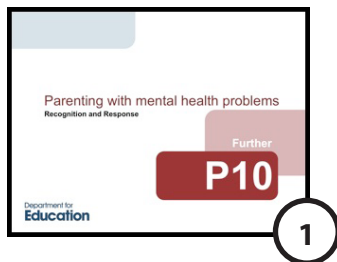 Parenting with mental health problems
Recognition and Response
Further
P10
Department for
Education
1